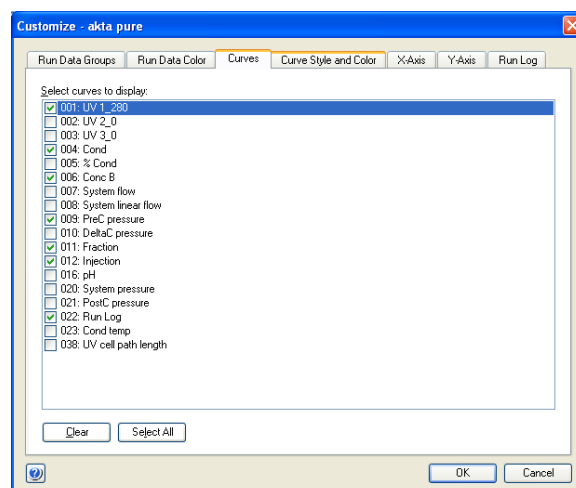 Customize - akta pure
Run Data Groups Run Data Color Curves Curve Style and Color X-Axis Y-Axis Run Log
Select curves to display:
001: UV 1_280
002: UV 2_0
003: UV 3_0
004: Cond
005: % Cond
006: Conc B
007: System flow
008: System linear flow
009: PreC pressure
010: DeltaC pressure
011: Fraction
012: Injection
016: pH
020: System pressure
021: PostC pressure
022: Run Log
023: Cond temp
038: UV cell path length
Clear Select All
? OK Cancel